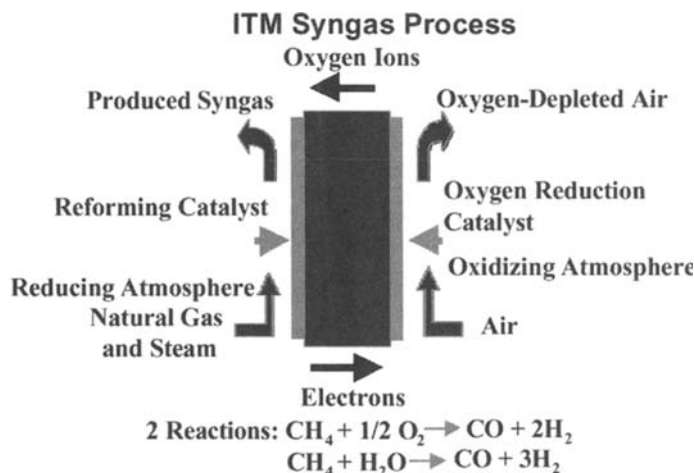 ITM Syngas Process
Oxygen Ions
Produced Syngas
Oxygen-Depleted Air
Reforming Catalyst
Oxygen Reduction
Catalyst
Oxidizing Atmosphere
Reducing Atmosphere
Natural Gas
and Steam
Air
Electrons
2 Reactions: CH₄ + 1/2 O₂ → CO + 2H₂
CH₄ + H₂O → CO + 3H₂